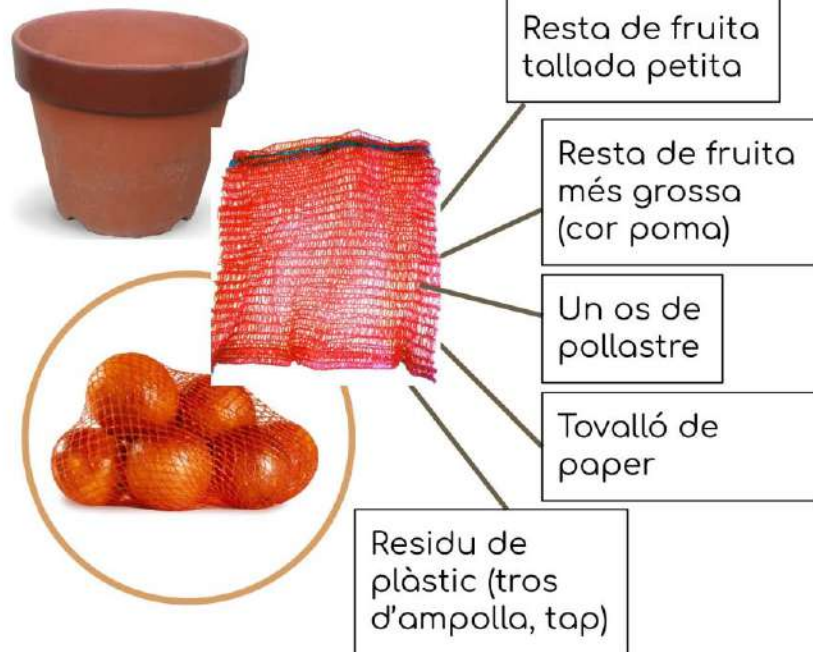 Resta de fruita
tallada petita
Resta de fruita
més grossa
(cor poma)
Un os de
pollastre
Tovalló de
paper
Residu de
plàstic (tros
d'ampolla, tap)